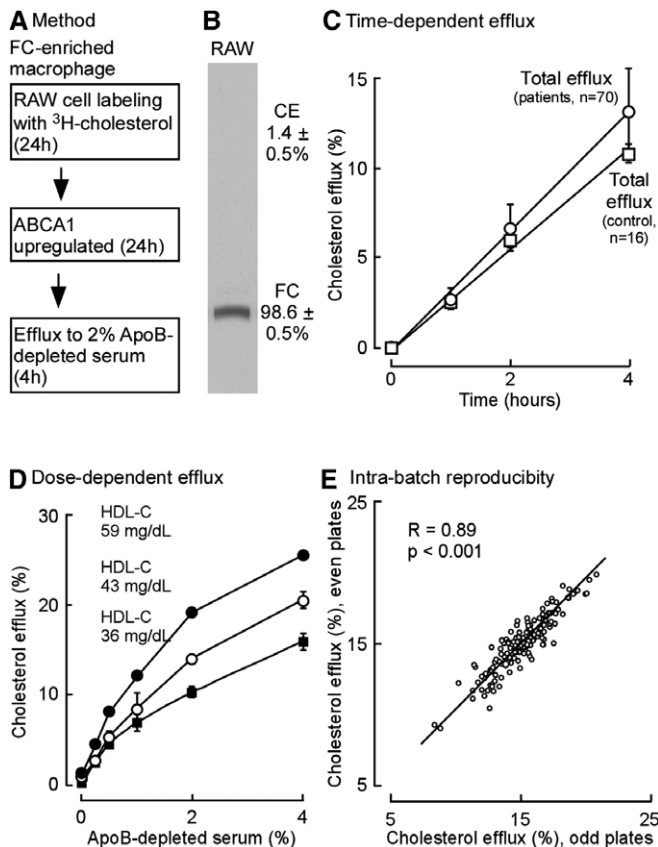 A Method
FC-enriched
macrophage
RAW cell labeling
with ³H-cholesterol
(24h)
ABCA1
upregulated (24h)
Efflux to 2% ApoB-
depleted serum
(4h)
B
RAW
CE
1.4 ±
0.5%
FC
98.6 ±
0.5%
C Time-dependent efflux
Cholesterol efflux (%)
15
10
5
0
0
2
4
Time (hours)
Total efflux
(patients, n=70)
Total
efflux
(control,
n=16)
D Dose-dependent efflux
Cholesterol efflux (%)
30
20
10
0
HDL-C
59 mg/dL
HDL-C
43 mg/dL
HDL-C
36 mg/dL
0
2
4
ApoB-depleted serum (%)
E Intra-batch reproducibity
Cholesterol efflux (%), even plates
25
15
5
R = 0.89
p < 0.001
5
15
25
Cholesterol efflux (%), odd plates